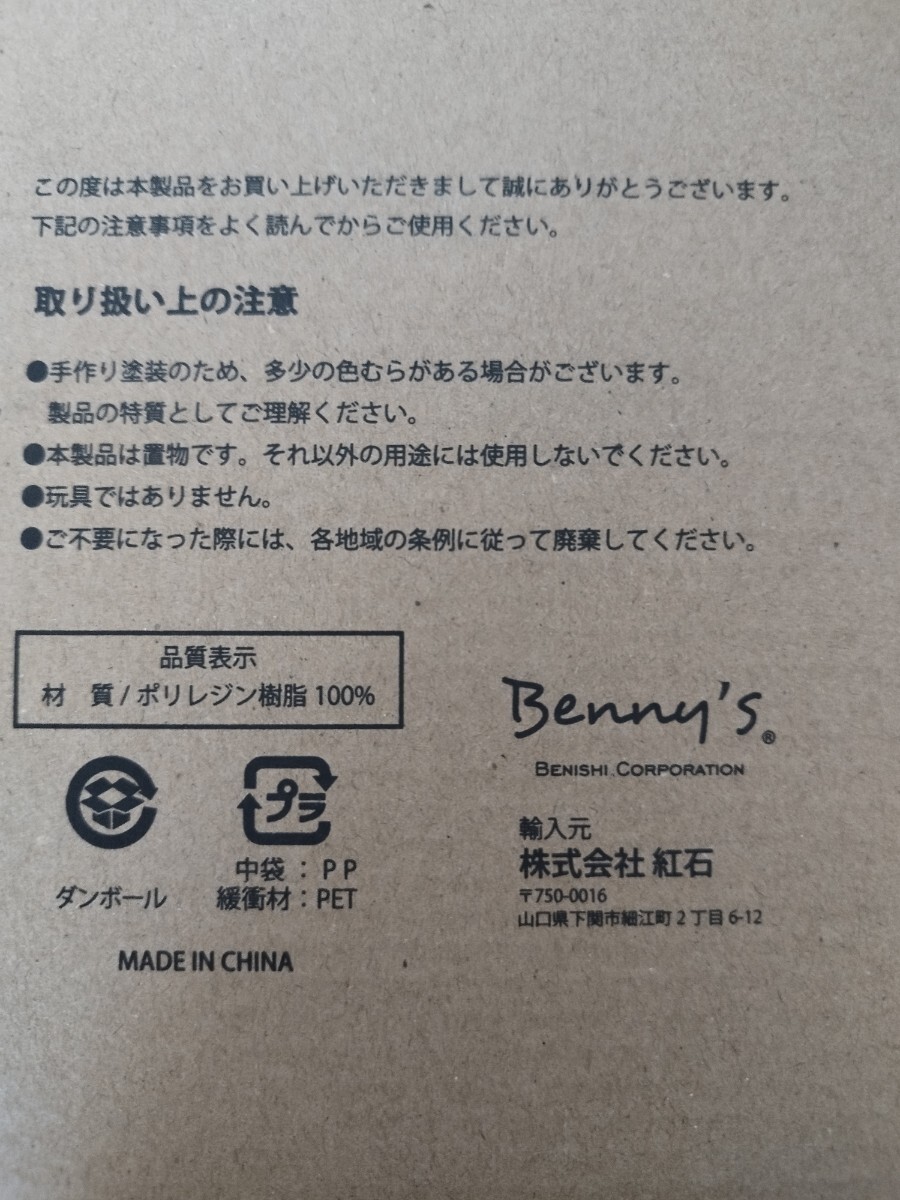 この度は本製品をお買い上げいただきまして誠にありがとうございます。
下記の注意事項をよく読んでからご使用ください。
取り扱い上の注意
●手作り塗装のため、多少の色むらがある場合がございます。
製品の特質としてご理解ください。
●本製品は置物です。それ以外の用途には使用しないでください。
●玩具ではありません。
●ご不要になった際には、各地域の条例に従って廃棄してください。
品質表示
材　質 / ポリレジン樹脂 100%
ダンボール
プラ
中袋 : PP
緩衝材 : PET
MADE IN CHINA
Benny's®
BENISHI.CORPORATION
輸入元
株式会社 紅石
〒750-0016
山口県下関市細江町 2 丁目 6-12